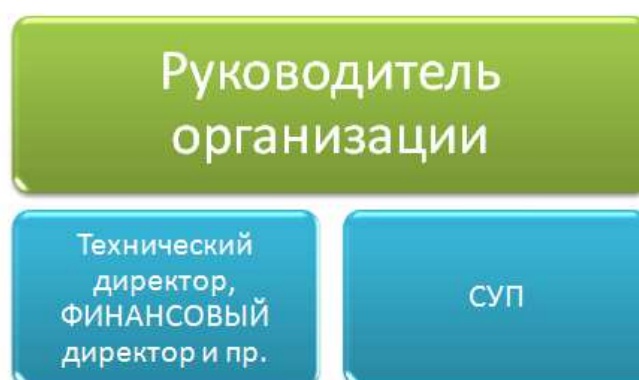 Руководитель
организации
Технический
директор,
ФИНАНСОВЫЙ
директор и пр.
СУП